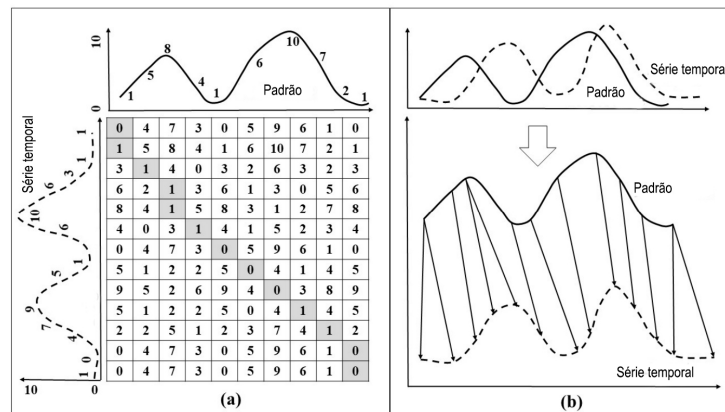 (a)
10
0
1
5
8
4
1
6
10
7
2
1
Padrão
Série temporal
1
1
3
6
10
6
1
5
9
7
4
0
1
10
0
0 4 7 3 0 5 9 6 1 0
1 5 8 4 1 6 10 7 2 1
3 1 4 0 3 2 6 3 2 3
6 2 1 3 6 1 3 0 5 6
8 4 1 5 8 3 1 2 7 8
4 0 3 1 4 1 5 2 3 4
0 4 7 3 0 5 9 6 1 0
5 1 2 2 5 0 4 1 4 5
9 5 2 6 9 4 0 3 8 9
5 1 2 2 5 0 4 1 4 5
2 2 5 1 2 3 7 4 1 2
0 4 7 3 0 5 9 6 1 0
0 4 7 3 0 5 9 6 1 0
Série tempora
Padrão
Padrão
Série temporal
(b)